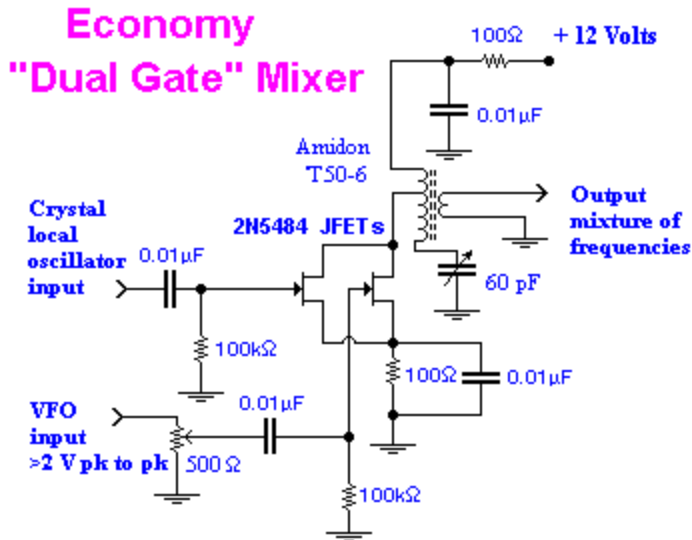 Economy
"Dual Gate" Mixer
100Ω
+ 12 Volts
0.01µF
Amidon
T50-6
Output
mixture of
frequencies
Crystal
local
oscillator
input
0.01µF
2N5484 JFETs
60 pF
100kΩ
100Ω
0.01µF
VFO
input
>2 V pk to pk
0.01µF
500 Ω
100kΩ